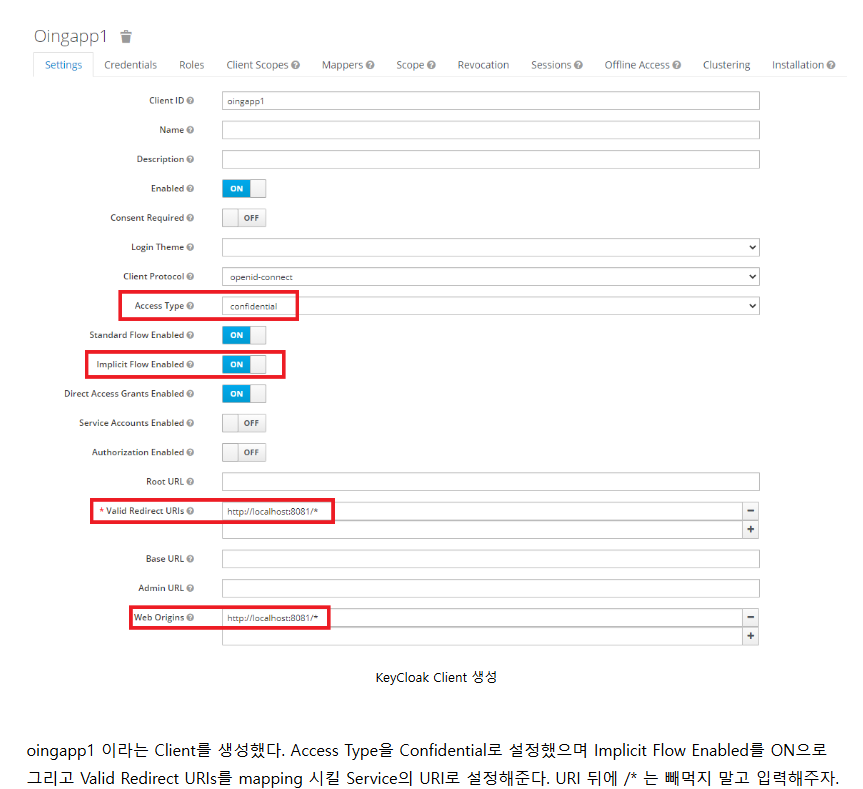 Oingapp1
Settings Credentials Roles Client Scopes Mappers Scope Revocation Sessions Offline Access Clustering Installation
Client ID oingapp1
Name
Description
Enabled ON
Consent Required OFF
Login Theme
Client Protocol openid-connect
Access Type confidential
Standard Flow Enabled ON
Implicit Flow Enabled ON
Direct Access Grants Enabled ON
Service Accounts Enabled OFF
Authorization Enabled OFF
Root URL
* Valid Redirect URIs http://localhost:8081/*
Base URL
Admin URL
Web Origins http://localhost:8081/*
KeyCloak Client 생성
oingapp1 이라는 Client를 생성했다. Access Type을 Confidential로 설정했으며 Implicit Flow Enabled를 ON으로
그리고 Valid Redirect URIs를 mapping 시킬 Service의 URI로 설정해준다. URI 뒤에 /* 는 빼먹지 말고 입력해주자.